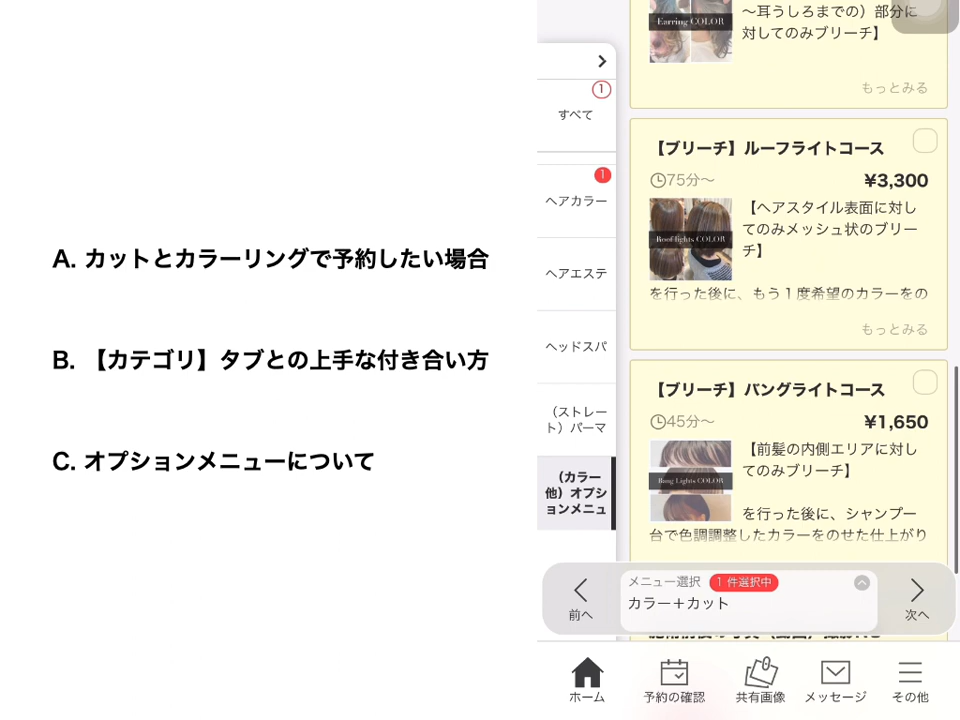 A. カットとカラーリングで予約したい場合
B. 【カテゴリ】タブとの上手な付き合い方
C. オプションメニューについて
すべて
1
ヘアカラー
1
ヘアエステ
ヘッドスパ
（ストレー
ト）パーマ
（カラー
他）オプシ
ョンメニュ
Earring COLOR
〜耳うしろまでの）部分に
対してのみブリーチ】
もっとみる
【ブリーチ】ルーフライトコース
75分〜
¥3,300
Roof lights COLOR
【ヘアスタイル表面に対し
てのみメッシュ状のブリー
チ】
を行った後に、もう１度希望のカラーをの
もっとみる
【ブリーチ】バングライトコース
45分〜
¥1,650
Bang Lights COLOR
【前髪の内側エリアに対し
てのみブリーチ】
を行った後に、シャンプー
台で色調調整したカラーをのせた仕上がり
前へ
メニュー選択
1 件選択中
カラー＋カット
次へ
ホーム
予約の確認
共有画像
メッセージ
その他